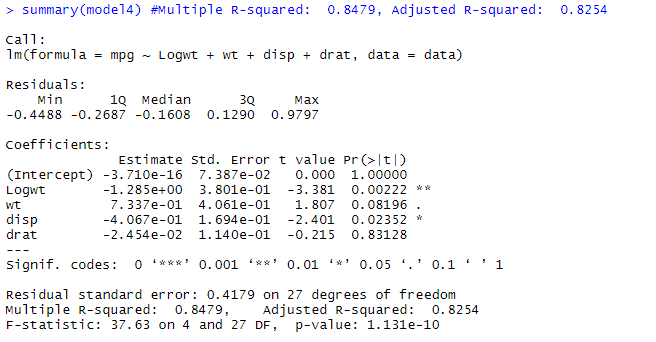 > summary(model4) #Multiple R-squared:  0.8479, Adjusted R-squared:  0.8254
Call:
lm(formula = mpg ~ Logwt + wt + disp + drat, data = data)
Residuals:
    Min      1Q  Median      3Q     Max
-0.4488 -0.2687 -0.1608  0.1290  0.9797
Coefficients:
              Estimate Std. Error t value Pr(>|t|)
(Intercept) -3.710e-16  7.387e-02   0.000  1.00000
Logwt       -1.285e+00  3.801e-01  -3.381  0.00222 **
wt           7.337e-01  4.061e-01   1.807  0.08196 .
disp        -4.067e-01  1.694e-01  -2.401  0.02352 *
drat        -2.454e-02  1.140e-01  -0.215  0.83128
---
Signif. codes:  0 ‘***’ 0.001 ‘**’ 0.01 ‘*’ 0.05 ‘.’ 0.1 ‘ ’ 1
Residual standard error: 0.4179 on 27 degrees of freedom
Multiple R-squared:  0.8479,    Adjusted R-squared:  0.8254
F-statistic: 37.63 on 4 and 27 DF,  p-value: 1.131e-10